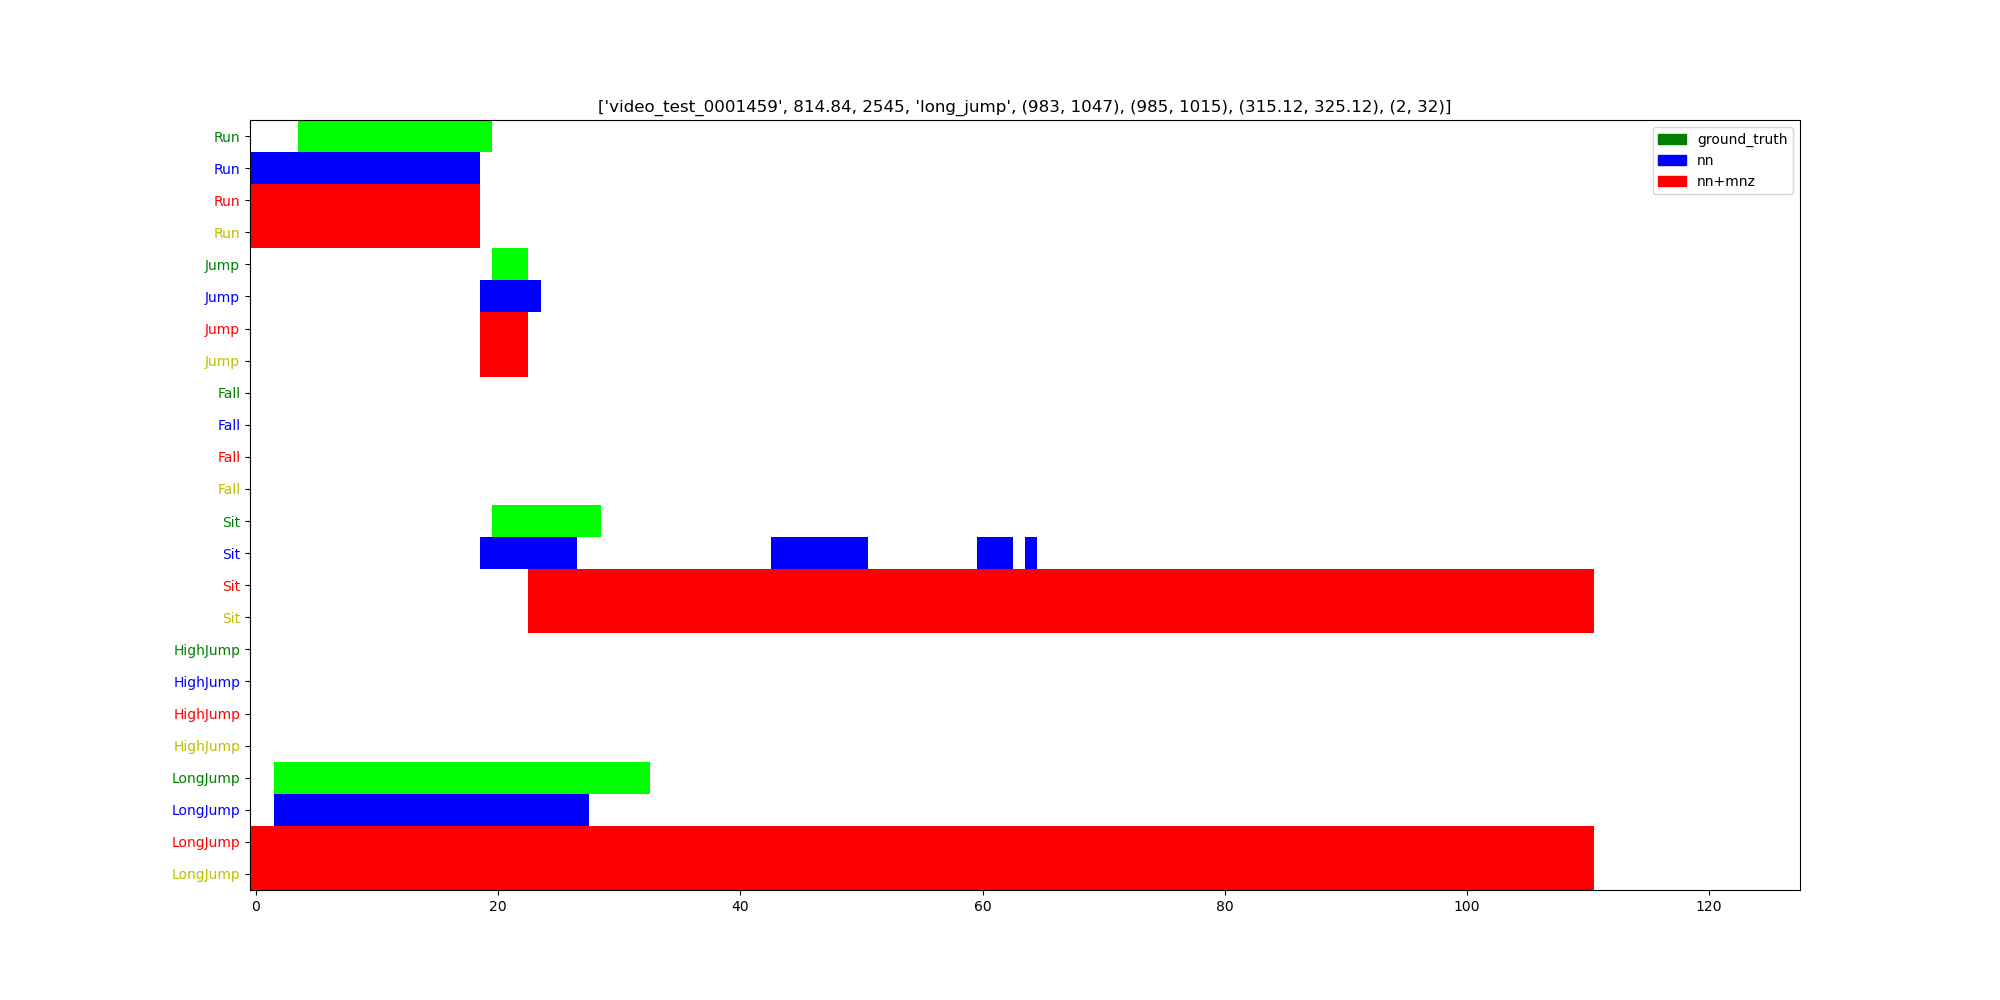 ['video_test_0001459', 814.84, 2545, 'long_jump', (983, 1047), (985, 1015), (315.12, 325.12), (2, 32)]
ground_truth
nn
nn+mnz
Run
Run
Run
Run
Jump
Jump
Jump
Jump
Fall
Fall
Fall
Fall
Sit
Sit
Sit
Sit
HighJump
HighJump
HighJump
HighJump
LongJump
LongJump
LongJump
LongJump
0 20 40 60 80 100 120